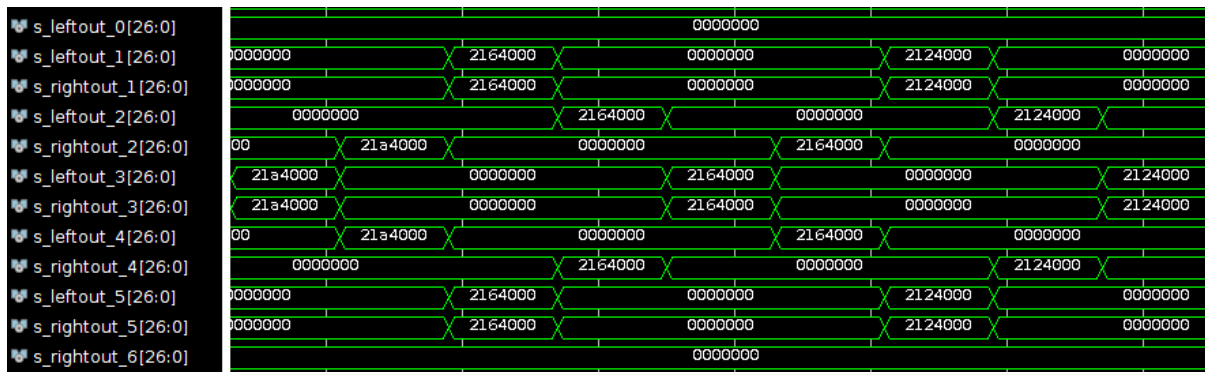 s_leftout_0[26:0] 0000000
s_leftout_1[26:0] 0000000 2164000 0000000 2124000 0000000
s_rightout_1[26:0] 0000000 2164000 0000000 2124000 0000000
s_leftout_2[26:0] 0000000 2164000 0000000 2124000
s_rightout_2[26:0] 00 21a4000 0000000 2164000 0000000
s_leftout_3[26:0] 21a4000 0000000 2164000 0000000 2124000
s_rightout_3[26:0] 21a4000 0000000 2164000 0000000 2124000
s_leftout_4[26:0] 00 21a4000 0000000 2164000 0000000
s_rightout_4[26:0] 0000000 2164000 0000000 2124000
s_leftout_5[26:0] 0000000 2164000 0000000 2124000 0000000
s_rightout_5[26:0] 0000000 2164000 0000000 2124000 0000000
s_rightout_6[26:0] 0000000